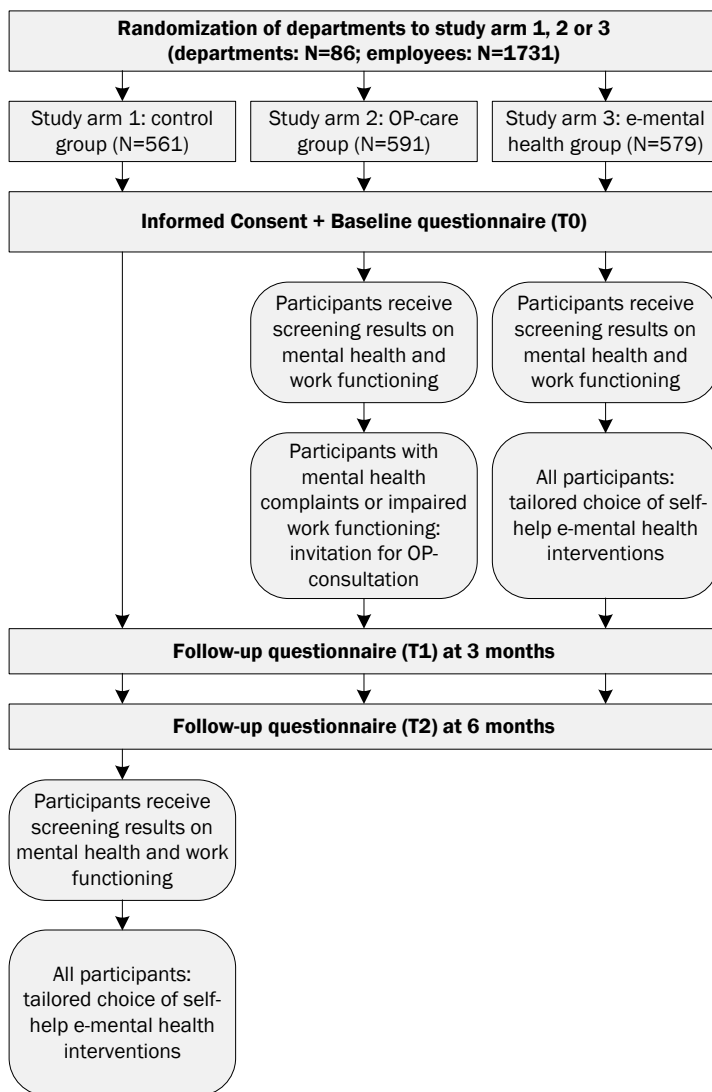 Randomization of departments to study arm 1, 2 or 3
(departments: N=86; employees: N=1731)
Study arm 1: control
group (N=561)
Study arm 2: OP-care
group (N=591)
Study arm 3: e-mental
health group (N=579)
Informed Consent + Baseline questionnaire (T0)
Participants receive
screening results on
mental health and
work functioning
Participants receive
screening results on
mental health and
work functioning
Participants with
mental health
complaints or impaired
work functioning:
invitation for OP-
consultation
All participants:
tailored choice of self-
help e-mental health
interventions
Follow-up questionnaire (T1) at 3 months
Follow-up questionnaire (T2) at 6 months
Participants receive
screening results on
mental health and work
functioning
All participants:
tailored choice of self-
help e-mental health
interventions